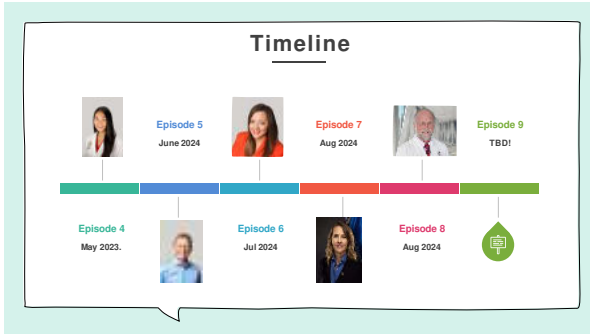 Timeline
Episode 5
June 2024
Episode 7
Aug 2024
Episode 9
TBD!
Episode 4
May 2023.
Episode 6
Jul 2024
Episode 8
Aug 2024